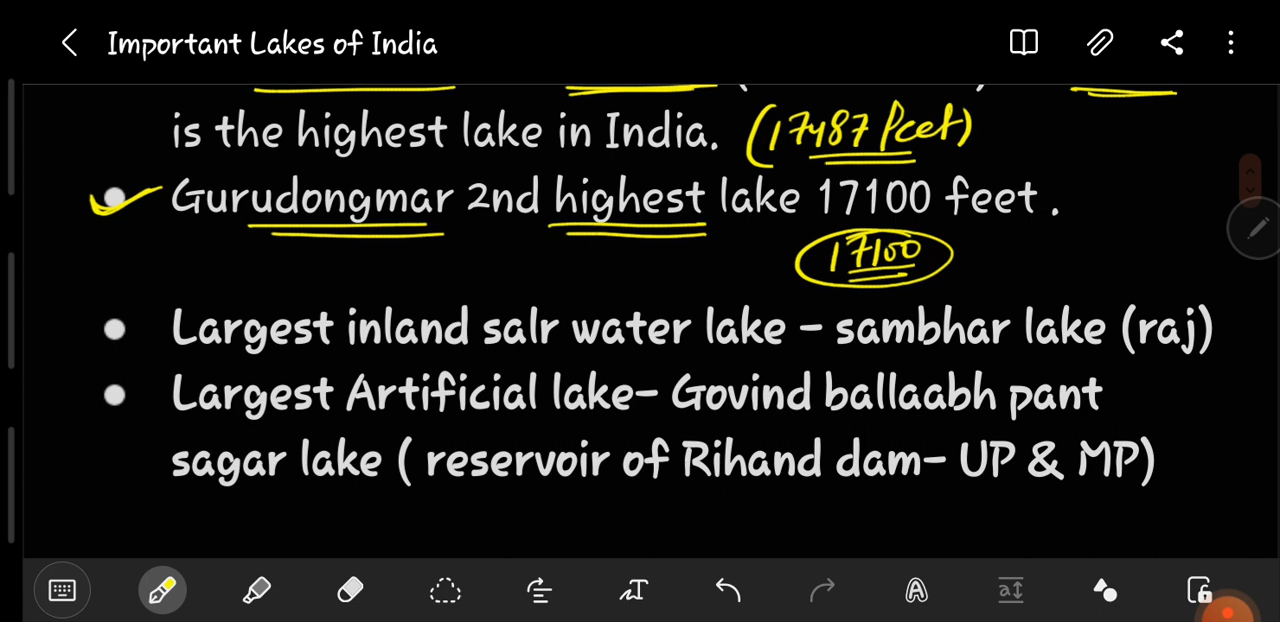 Important Lakes of India
is the highest lake in India. (17487 feet)
Gurudongmar 2nd highest lake 17100 feet .
17100
Largest inland salr water lake – sambhar lake (raj)
Largest Artificial lake– Govind ballaabh pant
sagar lake ( reservoir of Rihand dam– UP & MP)